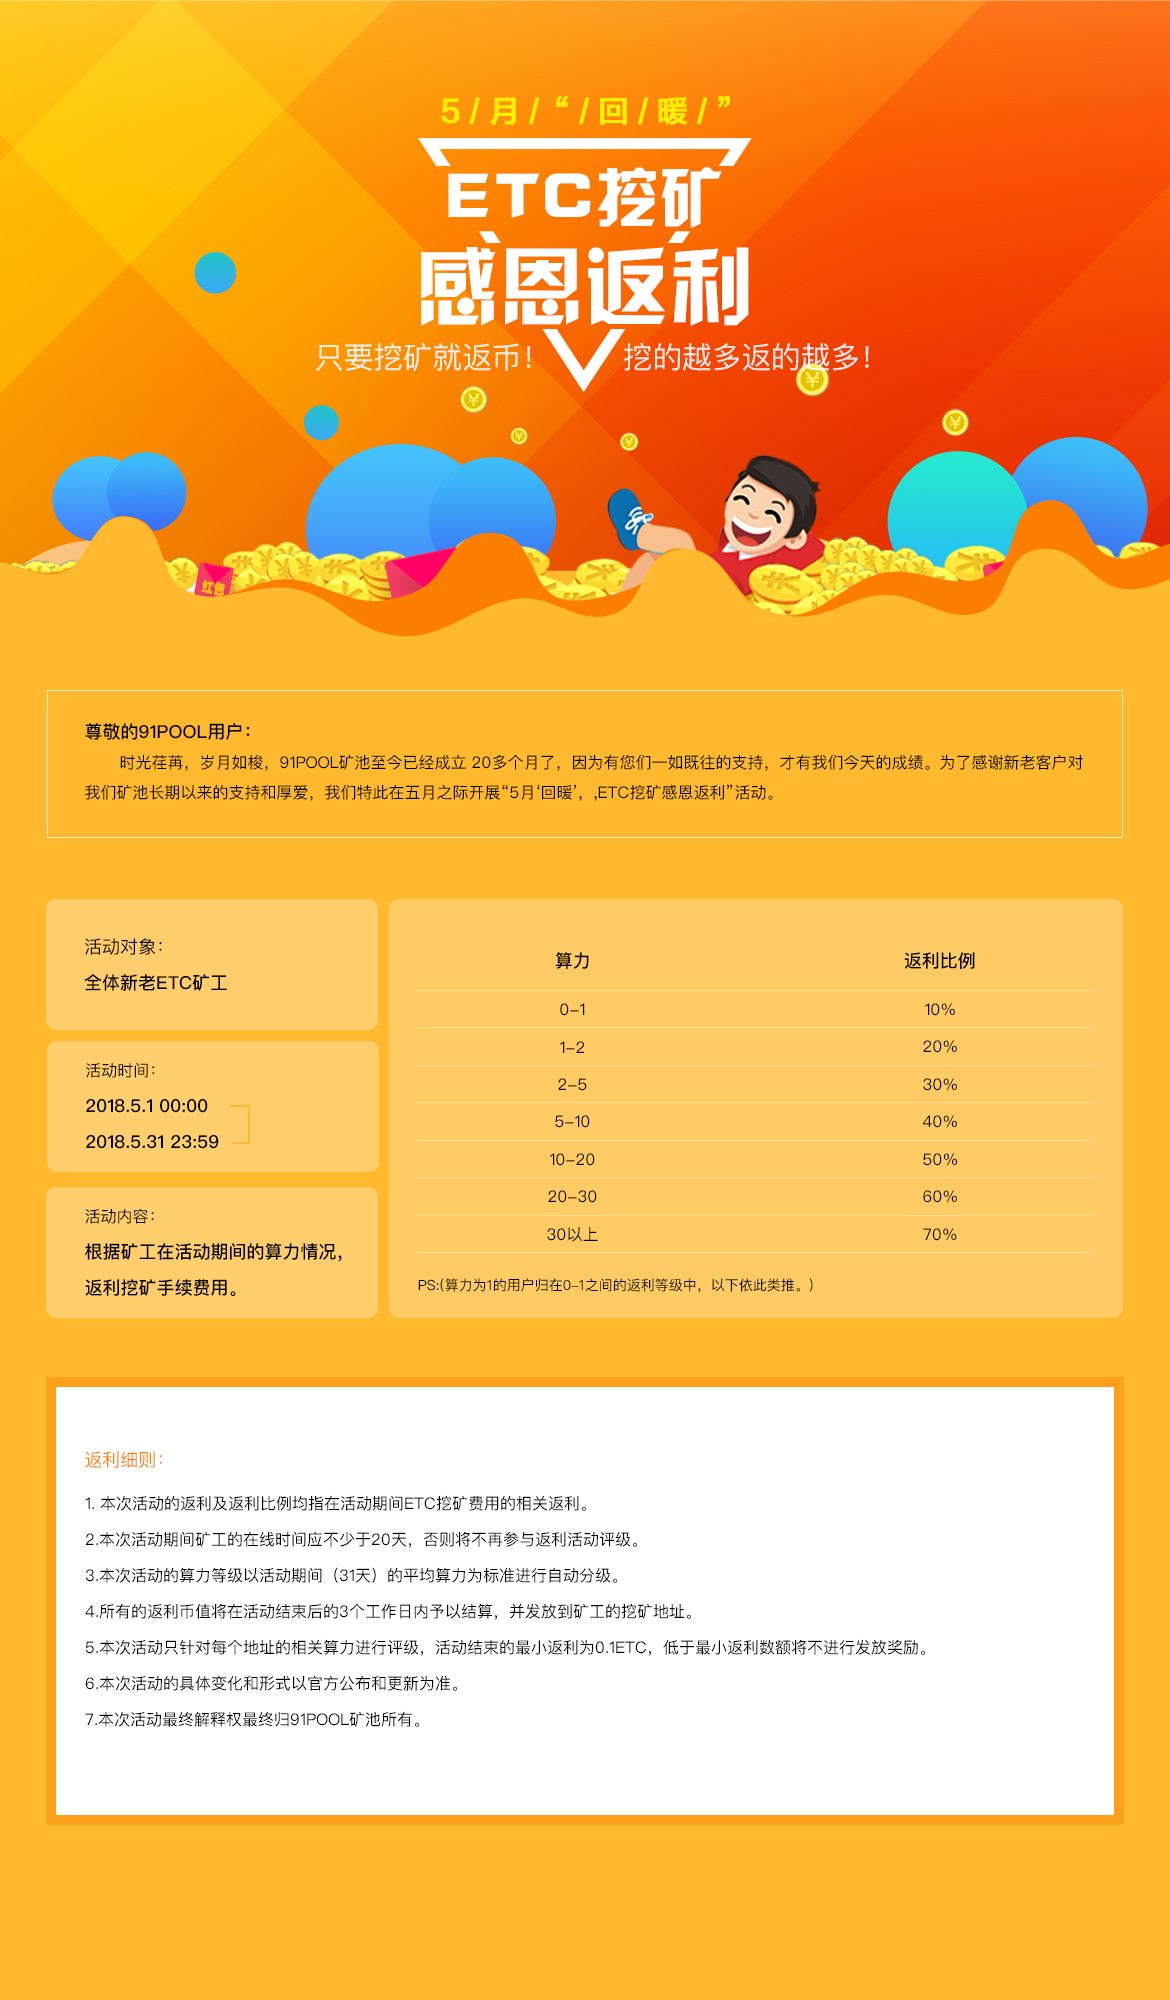 5/月/“/回/暖/”
ETC挖矿
感恩返利
只要挖矿就返币！ 挖的越多返的越多！
红包
尊敬的91POOL用户：
时光荏苒，岁月如梭，91POOL矿池至今已经成立 20多个月了，因为有您们一如既往的支持，才有我们今天的成绩。为了感谢新老客户对
我们矿池长期以来的支持和厚爱，我们特此在五月之际开展“5月‘回暖’，,ETC挖矿感恩返利”活动。
活动对象：
全体新老ETC矿工
活动时间：
2018.5.1 00:00
2018.5.31 23:59
活动内容：
根据矿工在活动期间的算力情况，
返利挖矿手续费用。
算力 返利比例
0–1 10%
1–2 20%
2–5 30%
5–10 40%
10–20 50%
20–30 60%
30以上 70%
PS:(算力为1的用户归在0–1之间的返利等级中，以下依此类推。)
返利细则：
1. 本次活动的返利及返利比例均指在活动期间ETC挖矿费用的相关返利。
2.本次活动期间矿工的在线时间应不少于20天，否则将不再参与返利活动评级。
3.本次活动的算力等级以活动期间（31天）的平均算力为标准进行自动分级。
4.所有的返利币值将在活动结束后的3个工作日内予以结算，并发放到矿工的挖矿地址。
5.本次活动只针对每个地址的相关算力进行评级，活动结束的最小返利为0.1ETC，低于最小返利数额将不进行发放奖励。
6.本次活动的具体变化和形式以官方公布和更新为准。
7.本次活动最终解释权最终归91POOL矿池所有。